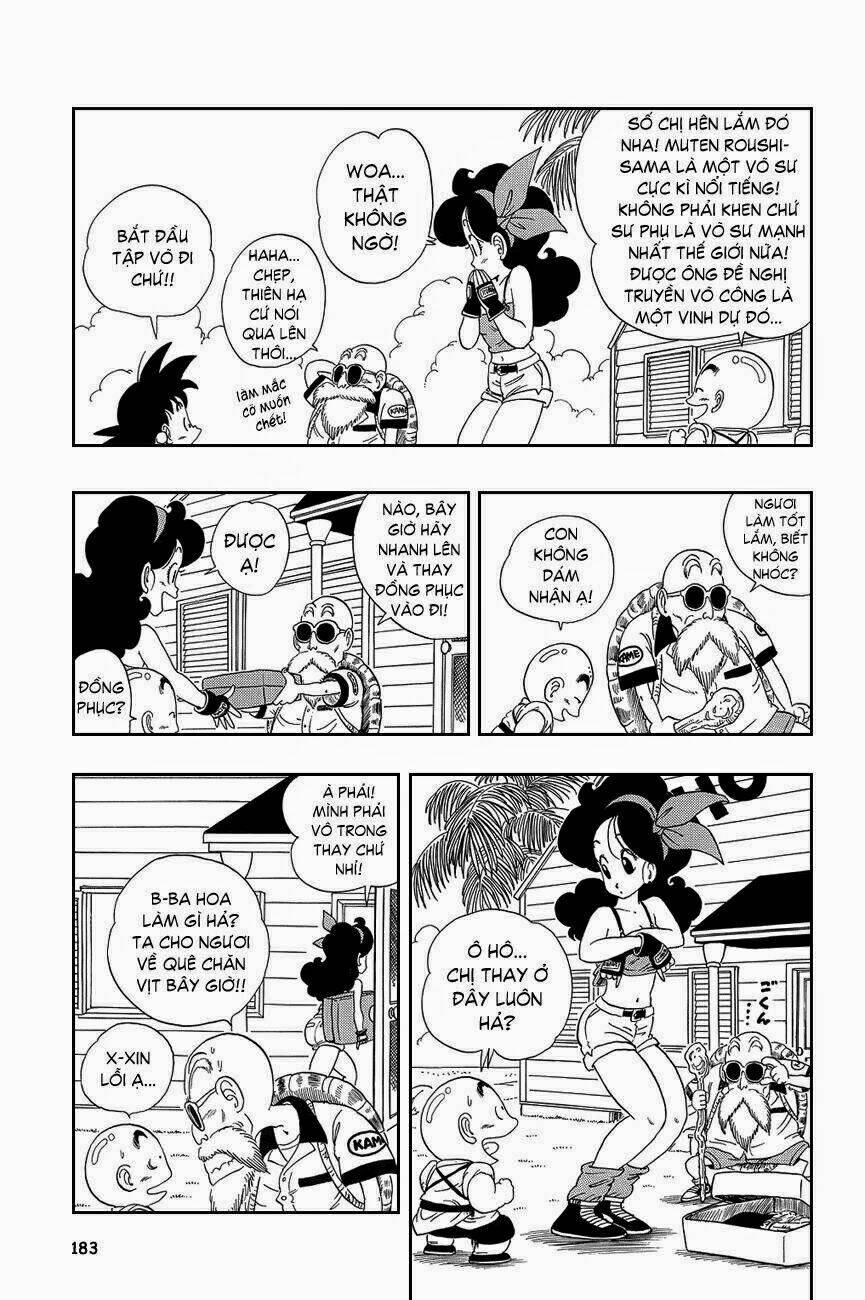 SỐ CHỊ HÊN LẮM ĐÓ
NHA! MUTEN ROUSHI-
SAMA LÀ MỘT VÕ SƯ
CỰC KÌ NỔI TIẾNG!
KHÔNG PHẢI KHEN CHỨ
SƯ PHỤ LÀ VÕ SƯ MẠNH
NHẤT THẾ GIỚI NỮA!
ĐƯỢC ÔNG ĐỀ NGHỊ
TRUYỀN VÕ CÔNG LÀ
MỘT VINH DỰ ĐÓ...
WOA...
THẬT
KHÔNG
NGỜ!
HAHA...
CHẸP,
THIÊN HẠ
CỨ NÓI
QUÁ LÊN
THÔI...
làm mắc
cỡ muốn
chết!
BẮT ĐẦU
TẬP VÕ ĐI
CHỨ!!
KAME
NGƯƠI
LÀM TỐT
LẮM, BIẾT
KHÔNG
NHÓC?
CON
KHÔNG
DÁM
NHẬN Ạ!
KAME
NÀO, BÂY
GIỜ HÃY
NHANH LÊN
VÀ THAY
ĐỒNG PHỤC
VÀO ĐI!
ĐƯỢC
Ạ!
ĐỒNG
PHỤC?
Ô HÔ...
CHỊ THAY Ở
ĐÂY LUÔN
HẢ?
ごくん
À PHẢI!
MÌNH PHẢI
VÔ TRONG
THAY CHỨ
NHỈ!
B-BA HOA
LÀM GÌ HẢ?
TA CHO NGƯƠI
VỀ QUÊ CHĂN
VỊT BÂY GIỜ!!
X-XIN
LỖI Ạ...
KAME
183